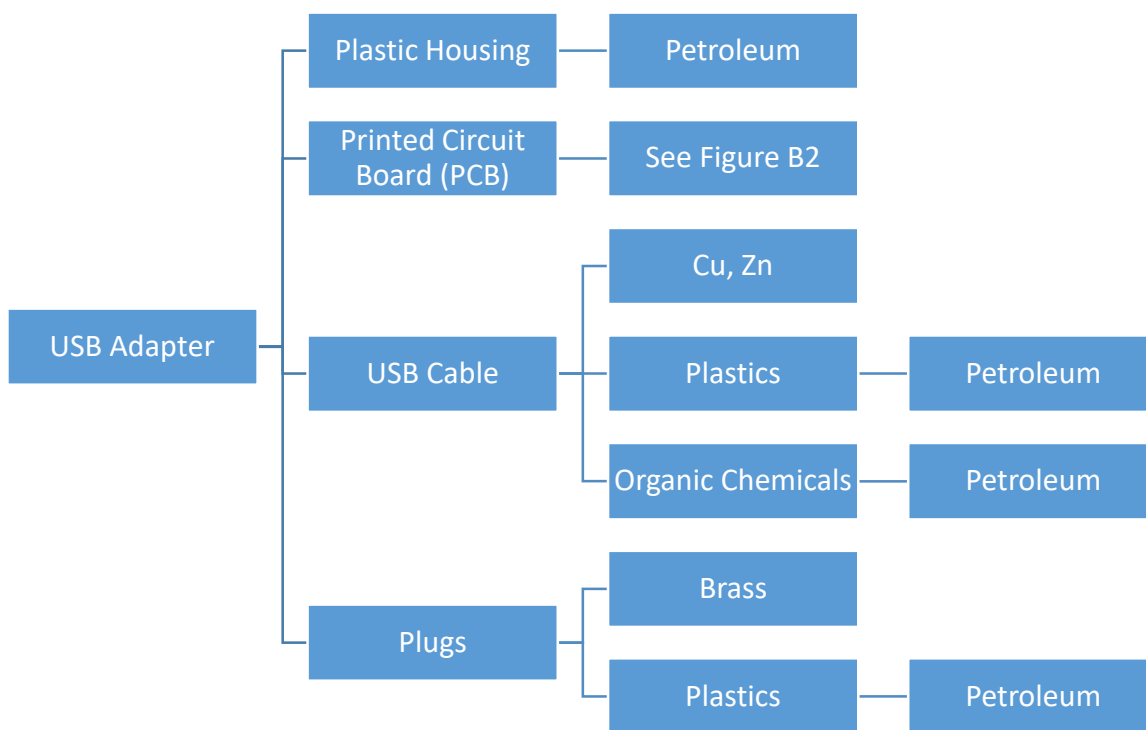 USB Adapter
Plastic Housing
Petroleum
Printed Circuit
Board (PCB)
See Figure B2
USB Cable
Cu, Zn
Plastics
Petroleum
Organic Chemicals
Petroleum
Plugs
Brass
Plastics
Petroleum